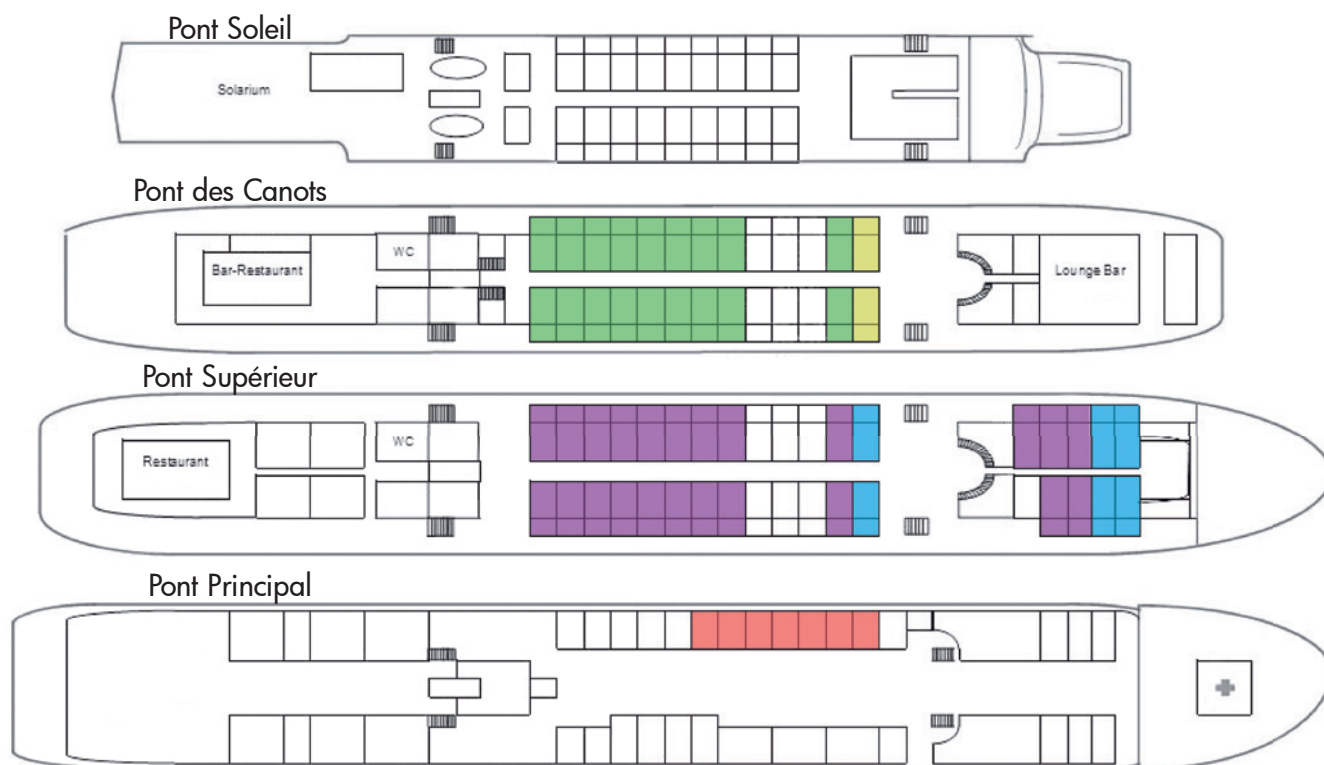 Pont Soleil
Solarium
Pont des Canots
WC
Bar-Restaurant
Lounge Bar
Pont Supérieur
WC
Restaurant
Pont Principal